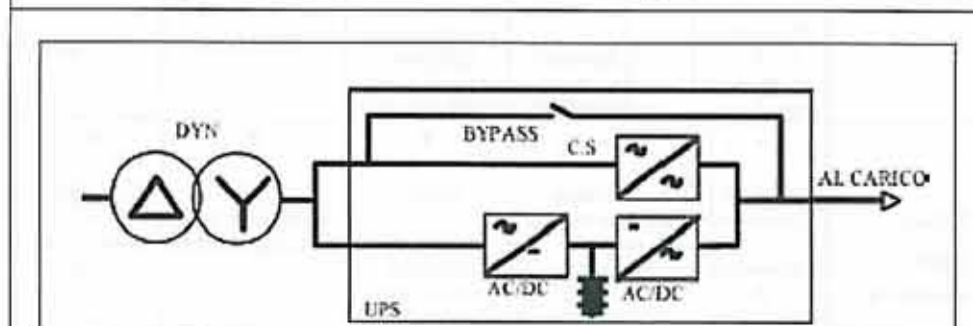 DYN
BYPASS
C.S
AL CARICO
AC/DC
AC/DC
UPS